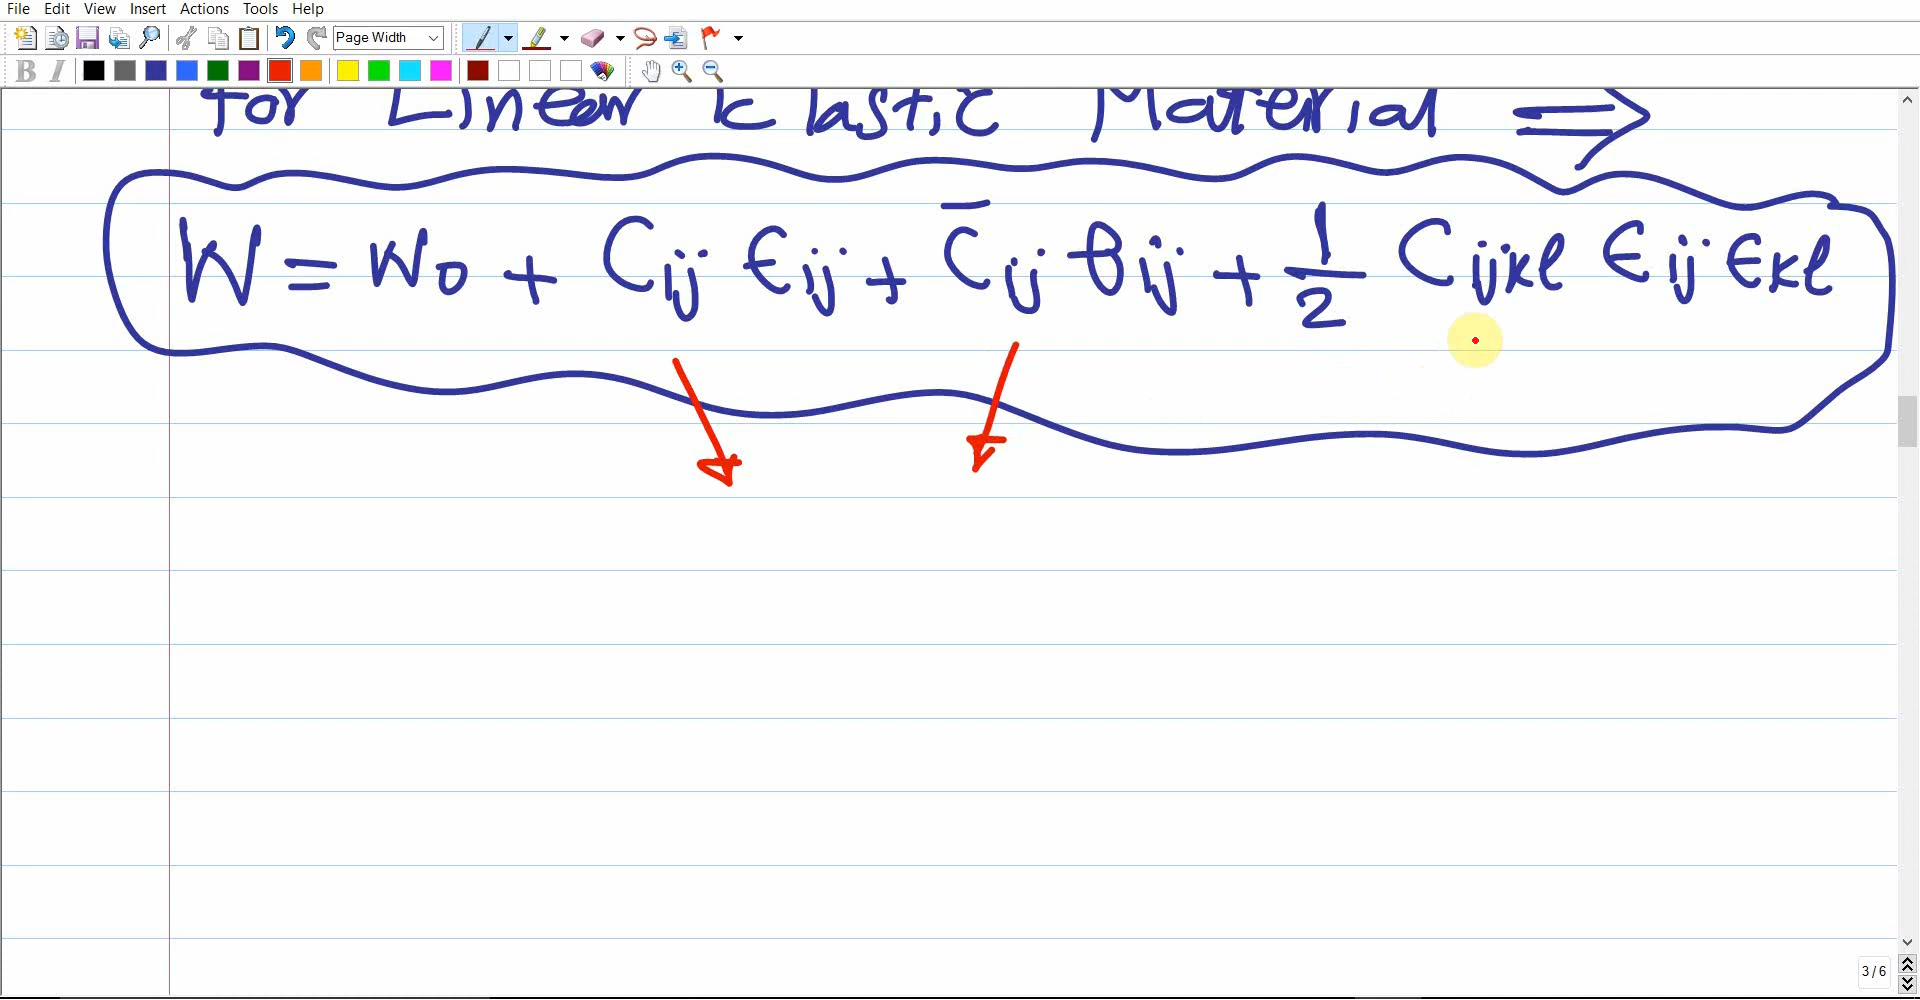 File Edit View Insert Actions Tools Help
Page Width
B I
for Linear Elastic Material ⇒
W = W₀ + Cᵢⱼ ϵᵢⱼ + C̅ᵢⱼ θᵢⱼ + 1/2 Cᵢⱼₖℓ ϵᵢⱼ ϵₖℓ
3 / 6